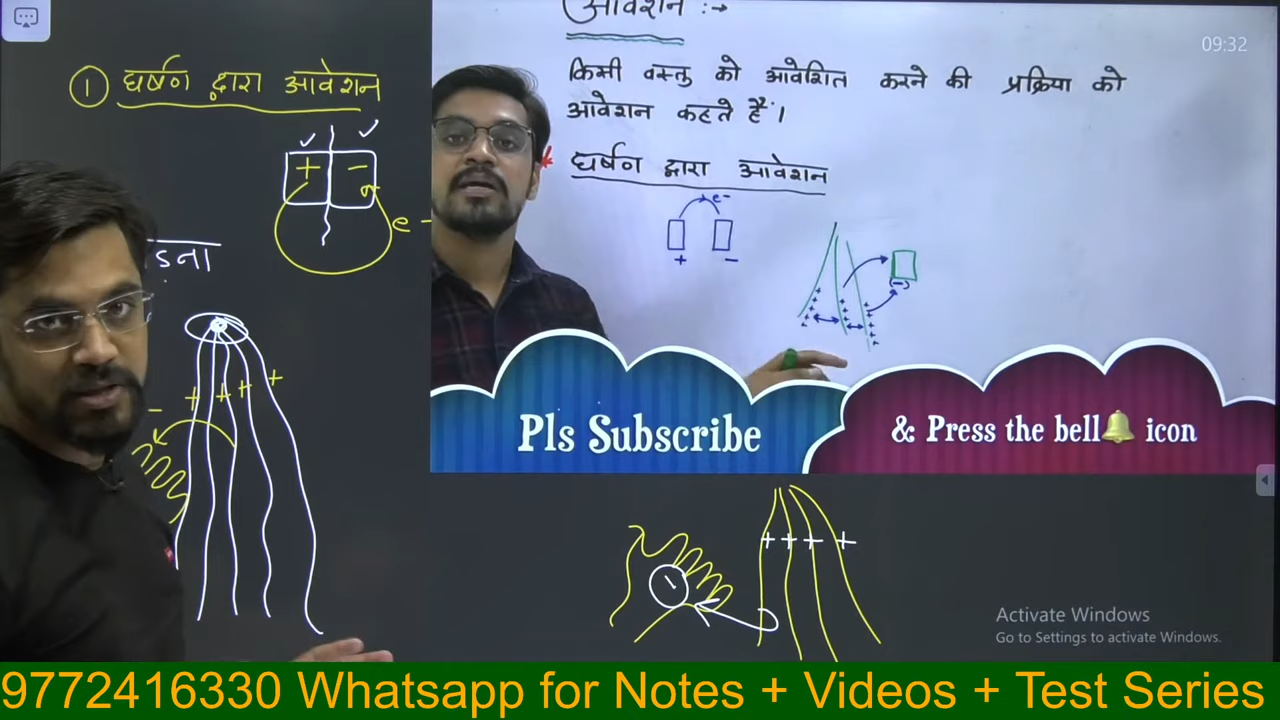 ① घर्षण द्वारा आवेशन
+ -
e -
ड़ना
+ + + +
-
आवेशन :→
09:32
किसी वस्तु को आवेशित करने की प्रक्रिया को
आवेशन कहते हैं।
घर्षण द्वारा आवेशन
e-
+ -
(-)
Pls Subscribe
& Press the bell icon
+ + + +
-
Activate Windows
Go to Settings to activate Windows.
9772416330 Whatsapp for Notes + Videos + Test Series